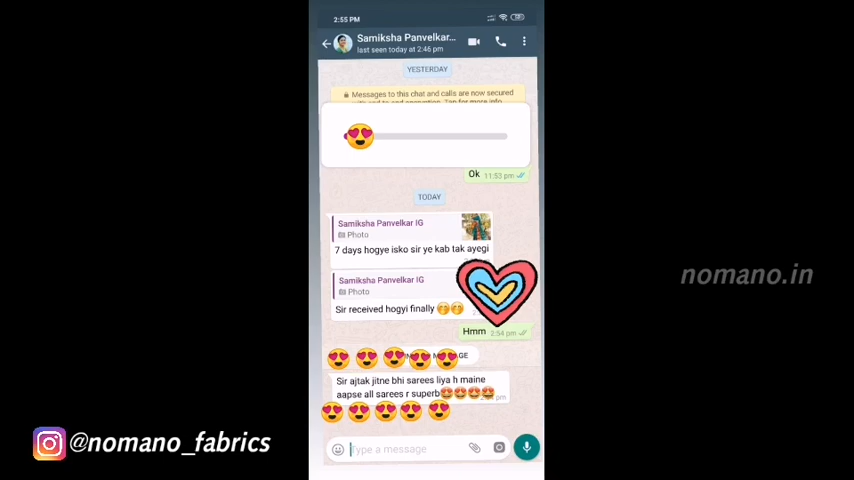 2:55 PM
Samiksha Panvelkar...
last seen today at 2:46 pm
YESTERDAY
Messages to this chat and calls are now secured
Ok 11:53 pm
TODAY
Samiksha Panvelkar IG
Photo
7 days hogye isko sir ye kab tak ayegi
Samiksha Panvelkar IG
Photo
Sir received hogyi finally
Hmm 2:54 pm
Sir ajtak jitne bhi sarees liya h maine
aapse all sarees r superb
Type a message
nomano.in
@nomano_fabrics